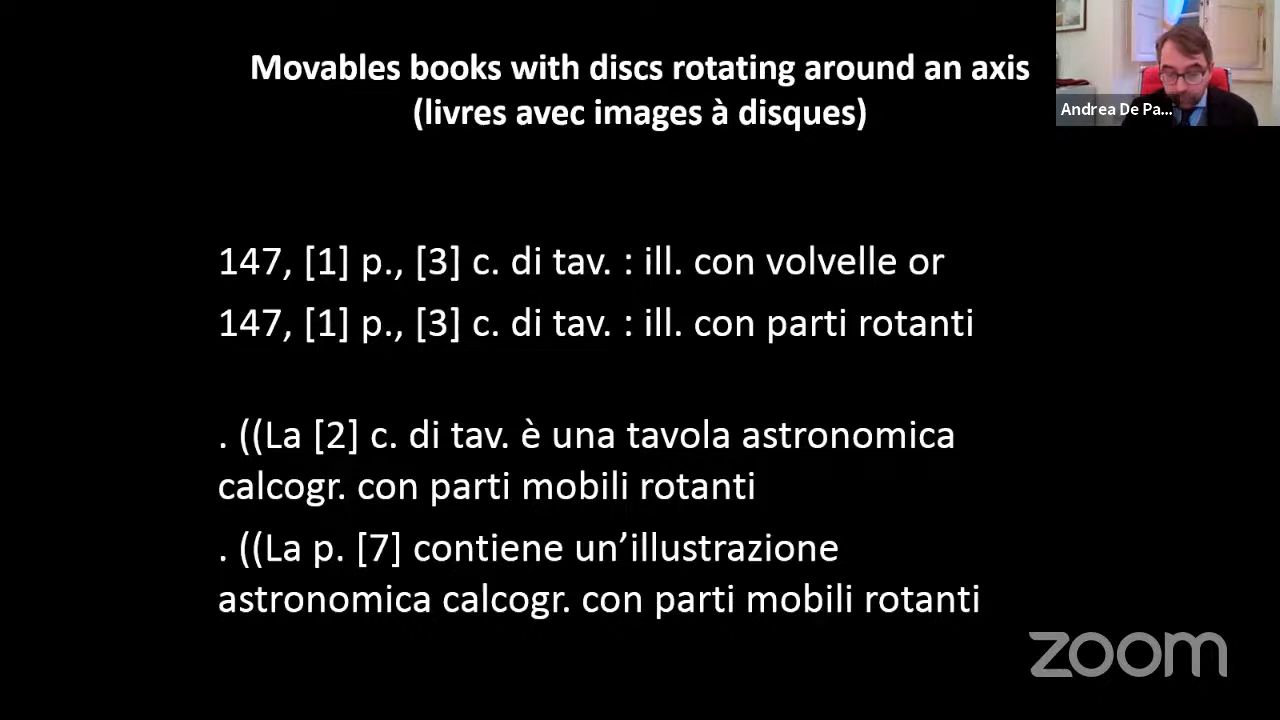 Movables books with discs rotating around an axis
(livres avec images à disques)
Andrea De Pa...
147, [1] p., [3] c. di tav. : ill. con volvelle or
147, [1] p., [3] c. di tav. : ill. con parti rotanti
. ((La [2] c. di tav. è una tavola astronomica
calcogr. con parti mobili rotanti
. ((La p. [7] contiene un’illustrazione
astronomica calcogr. con parti mobili rotanti
zoom